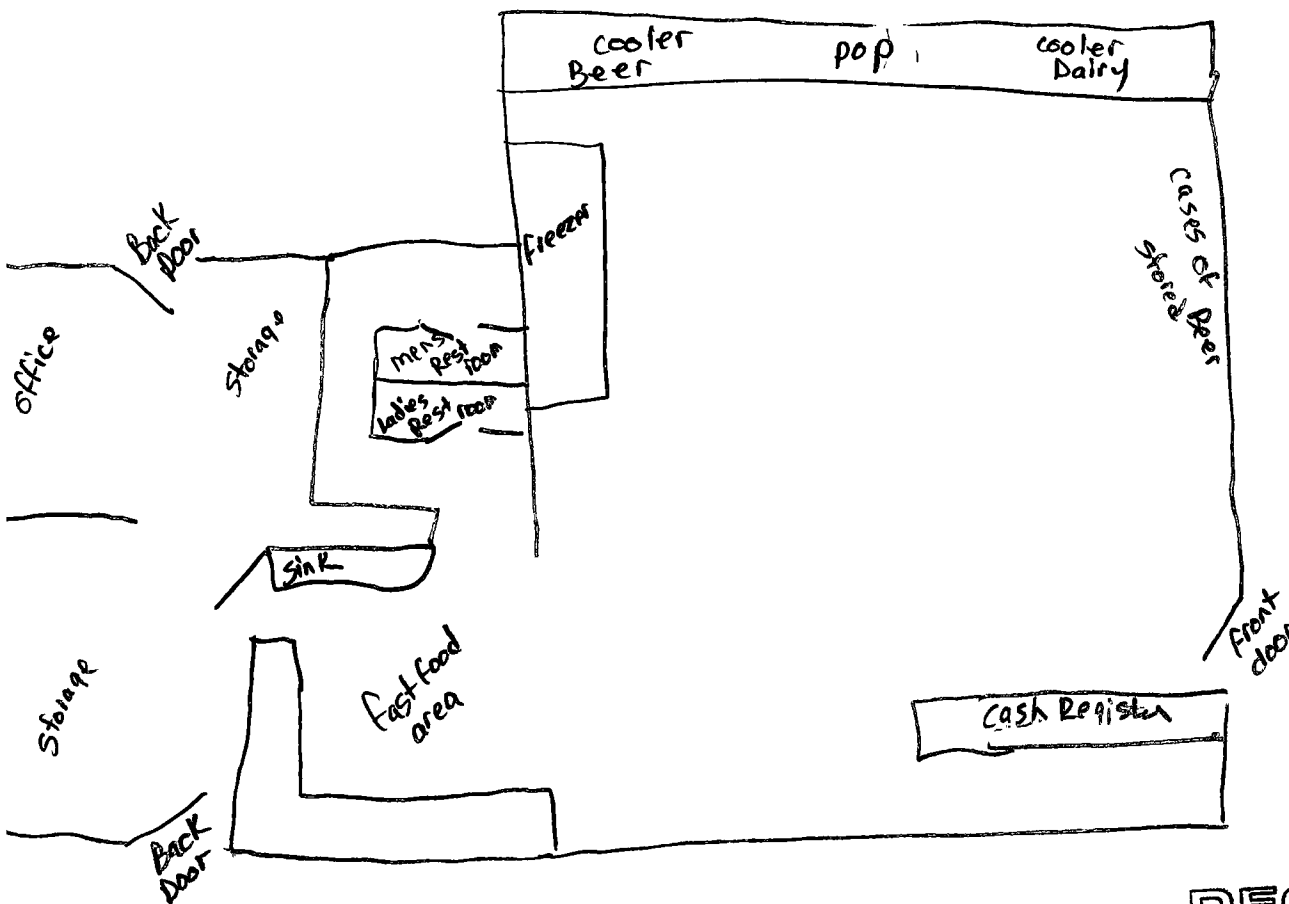 cooler
Beer
pop
cooler
Dairy
cases of Beer
stored
freezer
Back
Door
Storage
office
mens
Rest
room
Ladies
Rest room
sink
Storage
fast food
area
cash Register
front
door
Back
Door